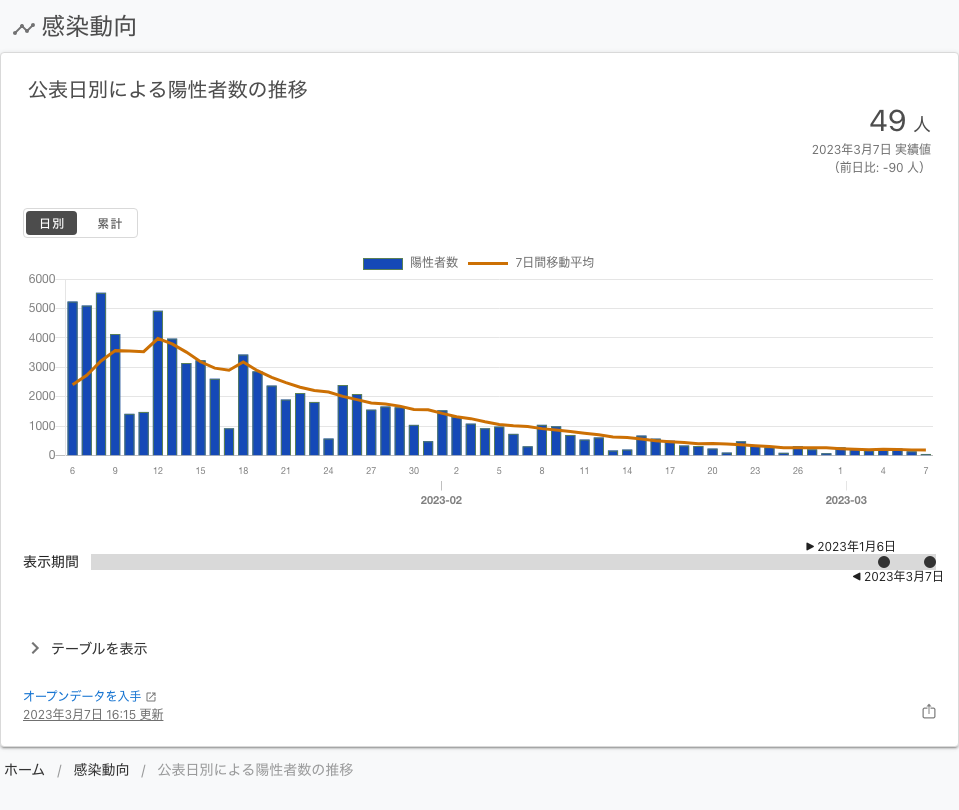 感染動向
公表日別による陽性者数の推移
49 人
2023年3月7日 実績値
（前日比: -90 人）
日別 累計
陽性者数 7日間移動平均
6000
5000
4000
3000
2000
1000
0
6 9 12 15 18 21 24 27 30 2 5 8 11 14 17 20 23 26 1 4 7
2023-02 2023-03
▶ 2023年1月6日
表示期間
◀ 2023年3月7日
テーブルを表示
オープンデータを入手
2023年3月7日 16:15 更新
ホーム / 感染動向 / 公表日別による陽性者数の推移